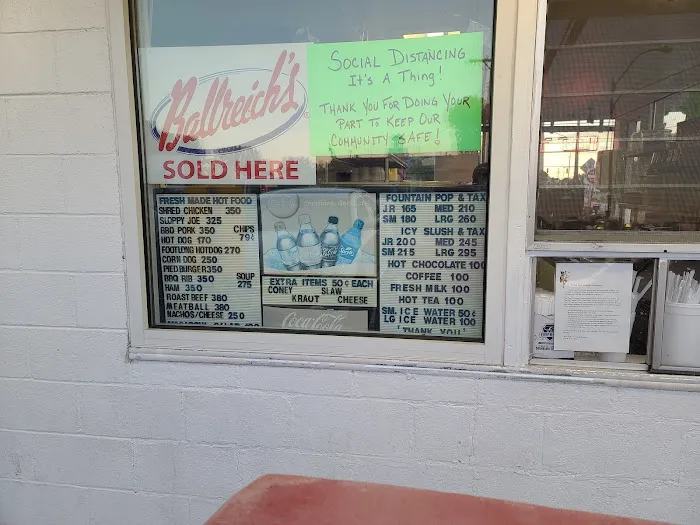 Ballreich's
SOLD HERE
SOCIAL DISTANCING
IT'S A THING!
THANK YOU FOR DOING YOUR
PART TO KEEP OUR
COMMUNITY SAFE!
FRESH MADE HOT FOOD
SHRED CHICKEN 350
SLOPPY JOE 325
BBQ PORK 350
HOT DOG 170
FOOTLONG HOTDOG 270
CORN DOG 250
PIED BURGER 350
BBQ RIB 350
HAM 350
ROAST BEEF 380
MEATBALL 380
NACHOS/CHEESE 250
CHIPS
79¢
SOUP
275
EXTRA ITEMS 50¢ EACH
CONEY SLAW
KRAUT CHEESE
Coca-Cola
FOUNTAIN POP & TAX
JR 165 MED 210
SM 180 LRG 260
ICY SLUSH & TAX
JR 200 MED 245
SM 215 LRG 295
HOT CHOCOLATE 100
COFFEE 100
FRESH MILK 100
HOT TEA 100
SM. ICE WATER 50¢
LG ICE WATER 100
THANK YOU